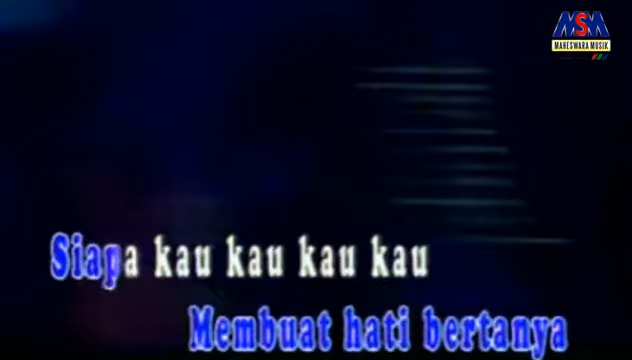 MSM
MAHESWARA MUSIK
Siapa kau kau kau kau
Membuat hati bertanya